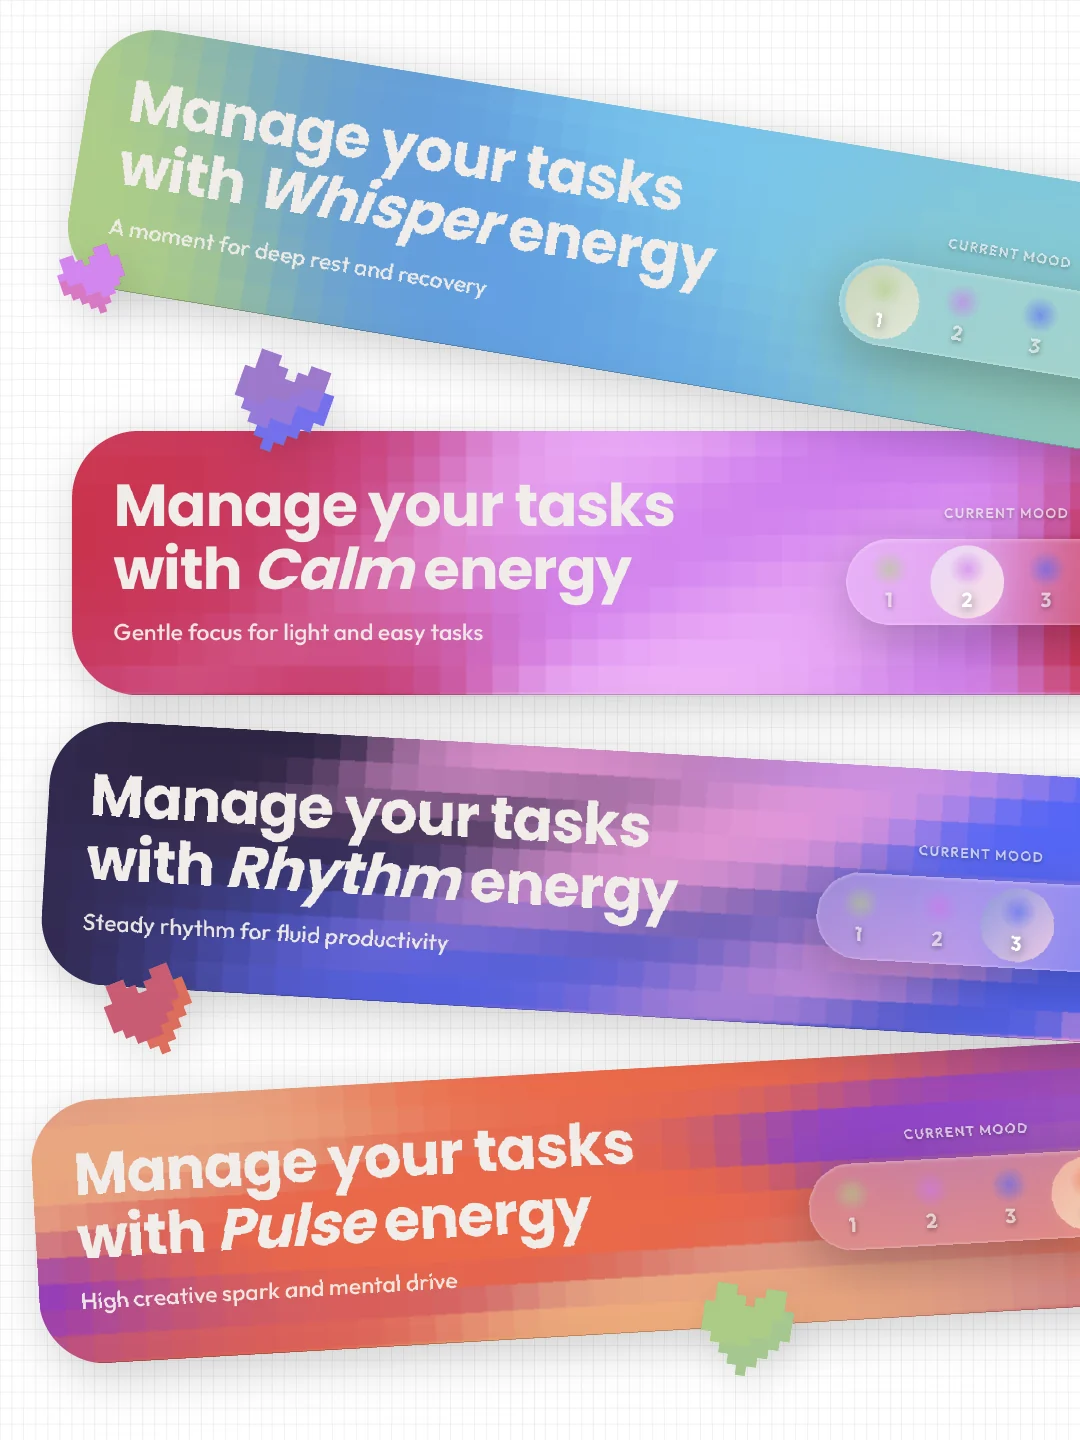 Manage your tasks
with Whisper energy
A moment for deep rest and recovery
CURRENT MOOD
1 2 3
Manage your tasks
with Calm energy
Gentle focus for light and easy tasks
CURRENT MOOD
1 2 3
Manage your tasks
with Rhythm energy
Steady rhythm for fluid productivity
CURRENT MOOD
1 2 3
Manage your tasks
with Pulse energy
High creative spark and mental drive
CURRENT MOOD
1 2 3